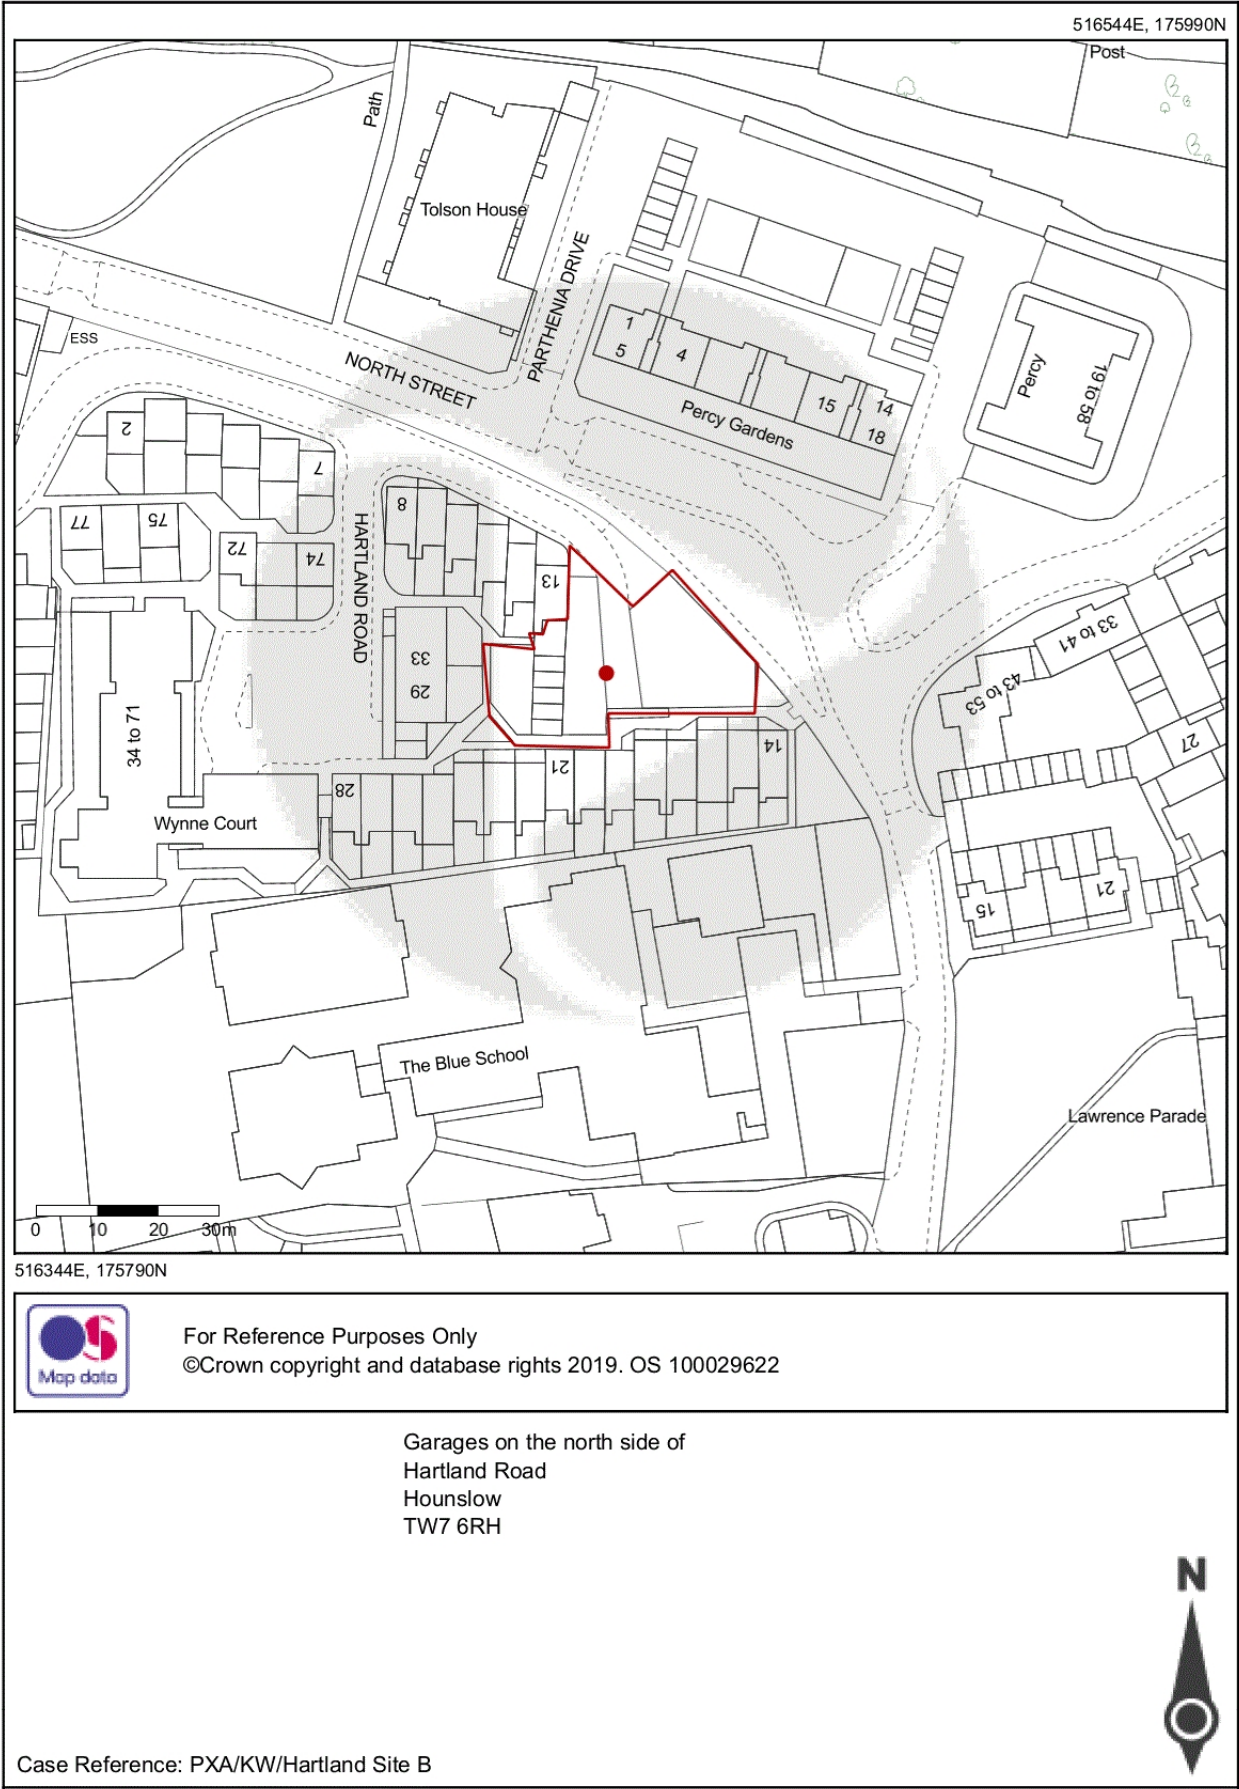 516544E, 175990N
Post
Path
Tolson House
PARTHENIA DRIVE
ESS
NORTH STREET
1
5
4
15
14
18
Percy Gardens
Percy
19 to 58
2
7
77
75
72
74
8
HARTLAND ROAD
13
33
29
34 to 71
33 to 41
43 to 53
27
14
21
28
Wynne Court
15
21
The Blue School
Lawrence Parade
0 10 20 30m
516344E, 175790N
OS
Map data
For Reference Purposes Only
©Crown copyright and database rights 2019. OS 100029622
Garages on the north side of
Hartland Road
Hounslow
TW7 6RH
N
Case Reference: PXA/KW/Hartland Site B